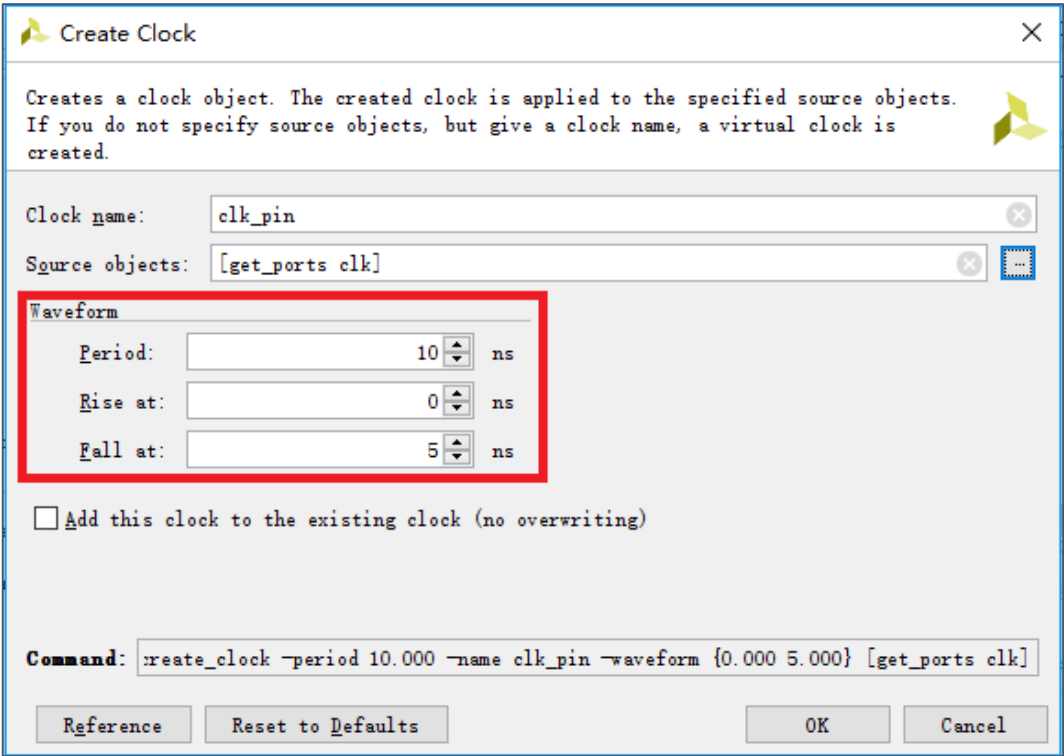 Create Clock
Creates a clock object. The created clock is applied to the specified source objects.
If you do not specify source objects, but give a clock name, a virtual clock is
created.
Clock name: clk_pin
Source objects: [get_ports clk] ...
Waveform
Period: 10 ns
Rise at: 0 ns
Fall at: 5 ns
Add this clock to the existing clock (no overwriting)
Command: create_clock -period 10.000 -name clk_pin -waveform {0.000 5.000} [get_ports clk]
Reference Reset to Defaults OK Cancel